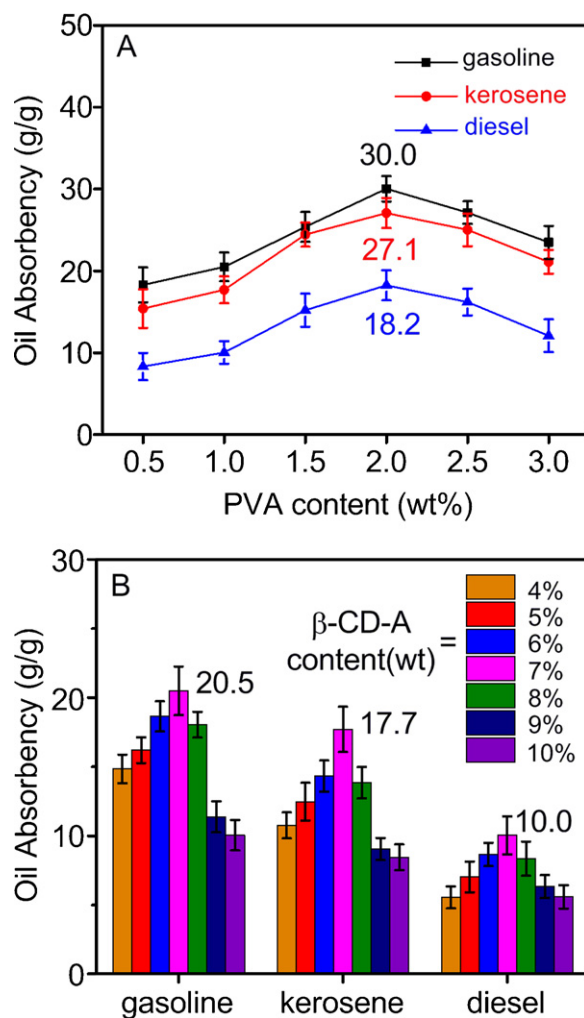 A
gasoline
kerosene
diesel
30.0
27.1
18.2
50
40
30
20
10
0
Oil Absorbency (g/g)
0.5 1.0 1.5 2.0 2.5 3.0
PVA content (wt%)
B
β-CD-A
content(wt)
=
4%
5%
6%
7%
8%
9%
10%
20.5
17.7
10.0
30
20
10
0
Oil Absorbency (g/g)
gasoline kerosene diesel